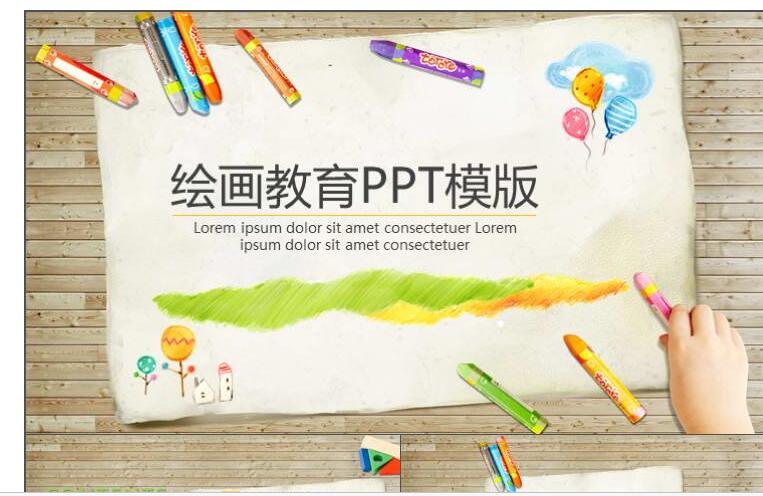 绘画教育PPT模版
Lorem ipsum dolor sit amet consectetuer Lorem
ipsum dolor sit amet consectetuer